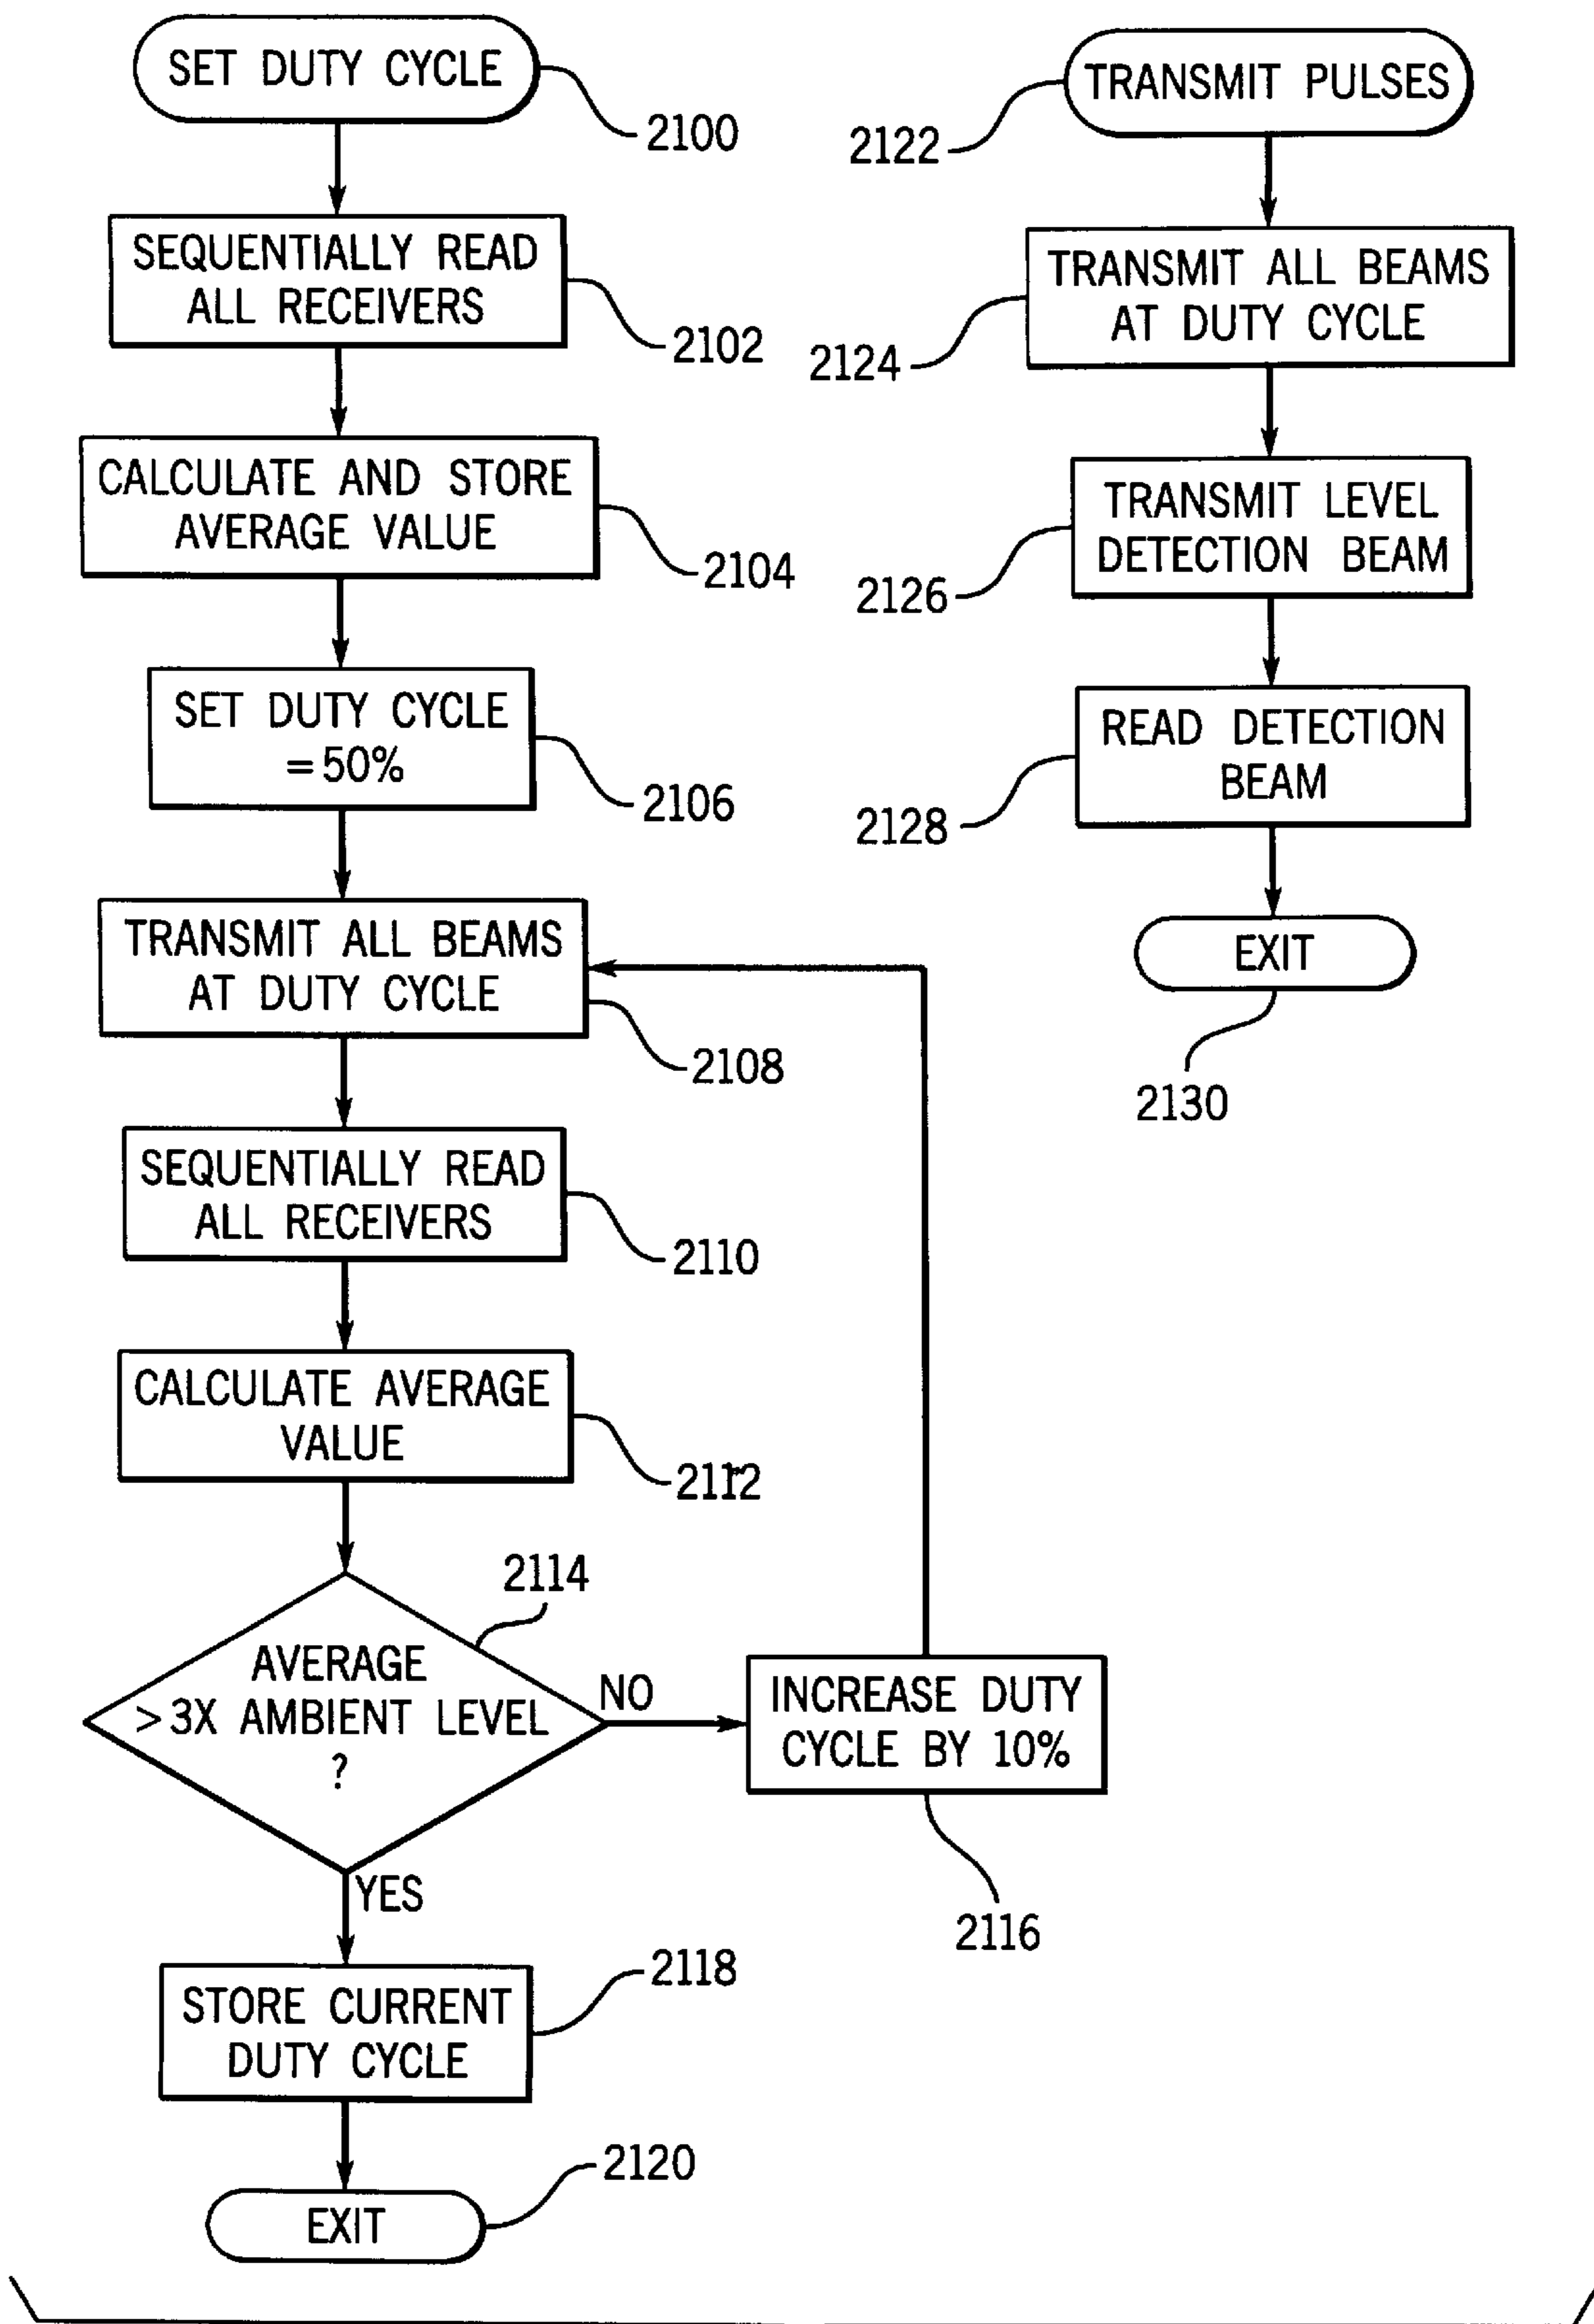 SET DUTY CYCLE
2100
SEQUENTIALLY READ
ALL RECEIVERS
2102
CALCULATE AND STORE
AVERAGE VALUE
2104
SET DUTY CYCLE
=50%
2106
TRANSMIT ALL BEAMS
AT DUTY CYCLE
2108
SEQUENTIALLY READ
ALL RECEIVERS
2110
CALCULATE AVERAGE
VALUE
2112
2114
AVERAGE
>3X AMBIENT LEVEL
?
NO
INCREASE DUTY
CYCLE BY 10%
2116
YES
STORE CURRENT
DUTY CYCLE
2118
EXIT
2120
TRANSMIT PULSES
2122
TRANSMIT ALL BEAMS
AT DUTY CYCLE
2124
TRANSMIT LEVEL
DETECTION BEAM
2126
READ DETECTION
BEAM
2128
EXIT
2130